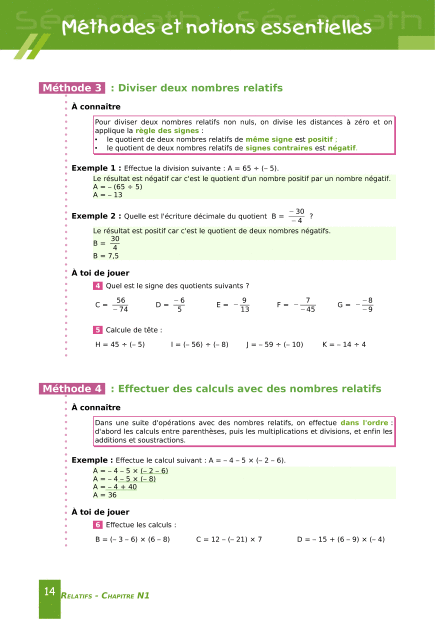 Sésamath Sésamath
Méthodes et notions essentielles
Méthode 3 : Diviser deux nombres relatifs
À connaître
Pour diviser deux nombres relatifs non nuls, on divise les distances à zéro et on
applique la règle des signes :
• le quotient de deux nombres relatifs de même signe est positif ;
• le quotient de deux nombres relatifs de signes contraires est négatif.
Exemple 1 : Effectue la division suivante : A = 65 ÷ (– 5).
Le résultat est négatif car c'est le quotient d'un nombre positif par un nombre négatif.
A = – (65 ÷ 5)
A = – 13
Exemple 2 : Quelle est l'écriture décimale du quotient B = – 30 / – 4 ?
Le résultat est positif car c'est le quotient de deux nombres négatifs.
B = 30 / 4
B = 7,5
À toi de jouer
4 Quel est le signe des quotients suivants ?
C = 56 / – 74 D = – 6 / 5 E = – 9 / 13 F = – 7 / – 45 G = – – 8 / – 9
5 Calcule de tête :
H = 45 ÷ (– 5) I = (– 56) ÷ (– 8) J = – 59 ÷ (– 10) K = – 14 ÷ 4
Méthode 4 : Effectuer des calculs avec des nombres relatifs
À connaître
Dans une suite d'opérations avec des nombres relatifs, on effectue dans l'ordre :
d'abord les calculs entre parenthèses, puis les multiplications et divisions, et enfin les
additions et soustractions.
Exemple : Effectue le calcul suivant : A = – 4 – 5 × (– 2 – 6).
A = – 4 – 5 × (– 2 – 6)
A = – 4 – 5 × (– 8)
A = – 4 + 40
A = 36
À toi de jouer
6 Effectue les calculs :
B = (– 3 – 6) × (6 – 8) C = 12 – (– 21) × 7 D = – 15 + (6 – 9) × (– 4)
14 Relatifs – Chapitre N1